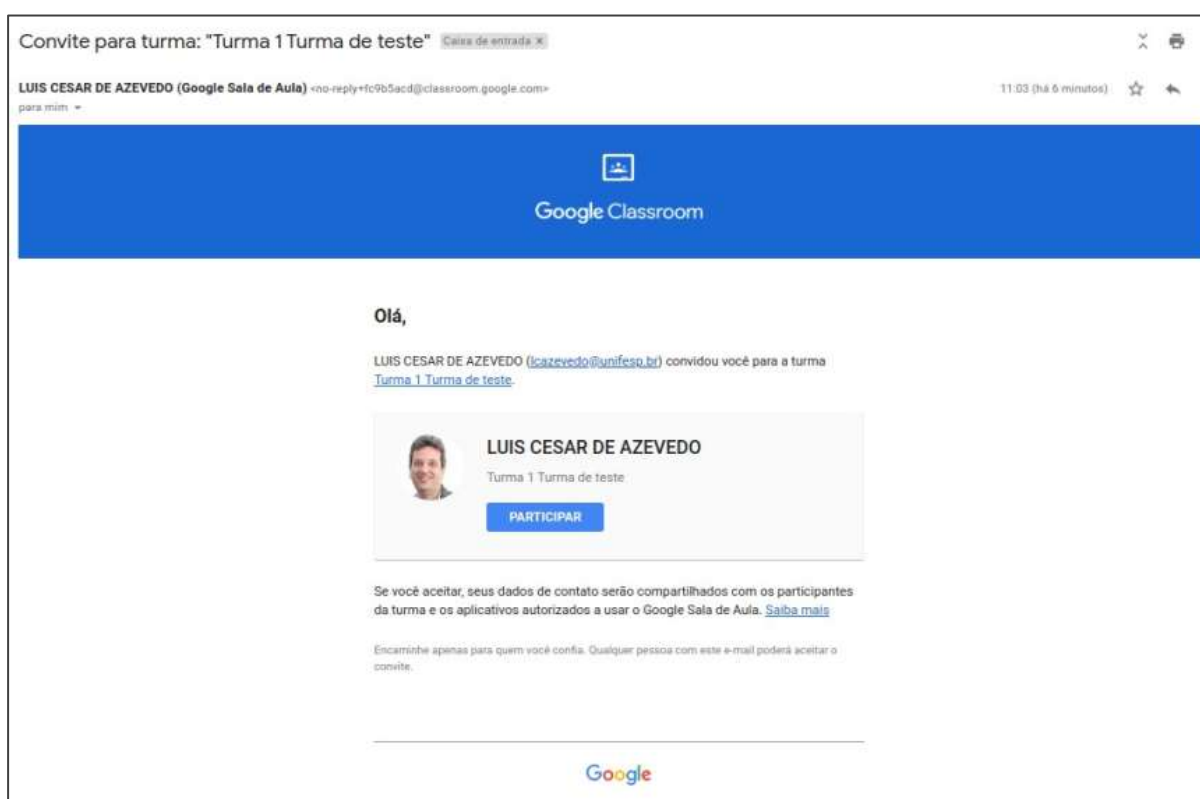 Convite para turma: "Turma 1 Turma de teste" Caixa de entrada x
LUIS CESAR DE AZEVEDO (Google Sala de Aula) <no-reply+fc9b5acd@classroom.google.com> 11:03 (há 6 minutos)
para mim
Google Classroom
Olá,
LUIS CESAR DE AZEVEDO (lcazevedo@unifesp.br) convidou você para a turma
Turma 1 Turma de teste.
LUIS CESAR DE AZEVEDO
Turma 1 Turma de teste
PARTICIPAR
Se você aceitar, seus dados de contato serão compartilhados com os participantes
da turma e os aplicativos autorizados a usar o Google Sala de Aula. Saiba mais
Encaminhe apenas para quem você confia. Qualquer pessoa com este e-mail poderá aceitar o
convite.
Google